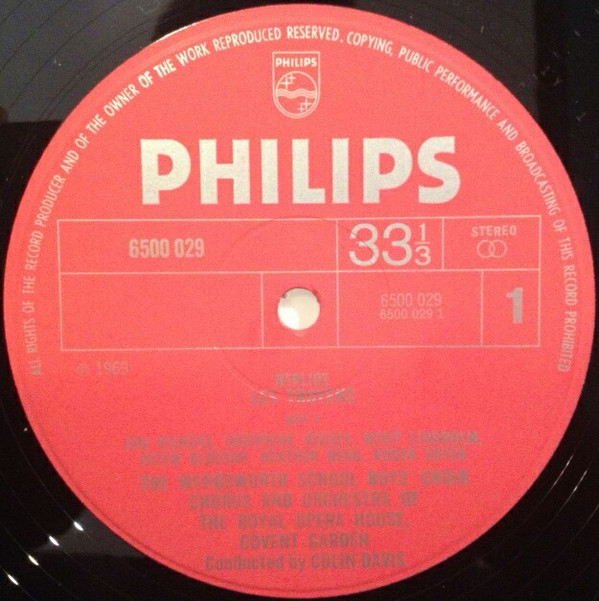 ALL RIGHTS OF THE RECORD PRODUCER AND OF THE OWNER OF THE WORK REPRODUCED RESERVED. COPYING, PUBLIC PERFORMANCE AND BROADCASTING OF THIS RECORD PROHIBITED
PHILIPS
PHILIPS
6500 029
33 1/3
STEREO
6500 029
6500 029 1
1
℗ 1969
BERLIOZ
LES TROYENS
THE WANDSWORTH SCHOOL BOYS' CHOIR
CHORUS AND ORCHESTRA OF
THE ROYAL OPERA HOUSE,
COVENT GARDEN
Conducted by COLIN DAVIS